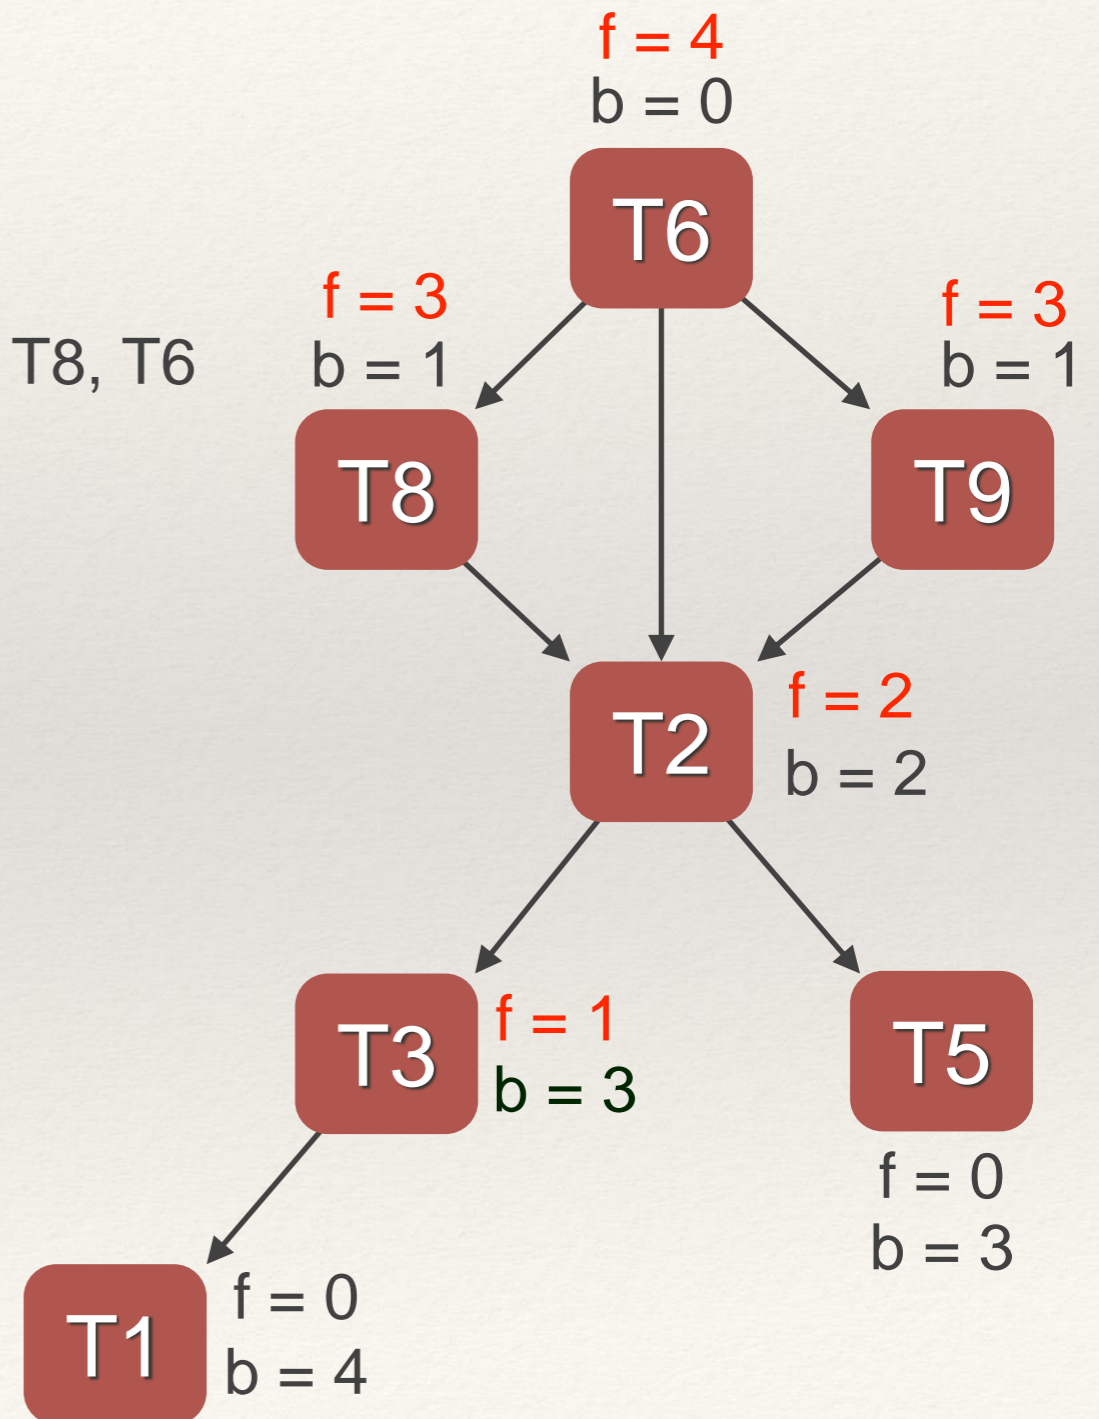 f = 4
b = 0
T6
f = 3
b = 1
f = 3
b = 1
T8, T6
T8
T9
T2
f = 2
b = 2
T3
f = 1
b = 3
T5
f = 0
b = 3
T1
f = 0
b = 4